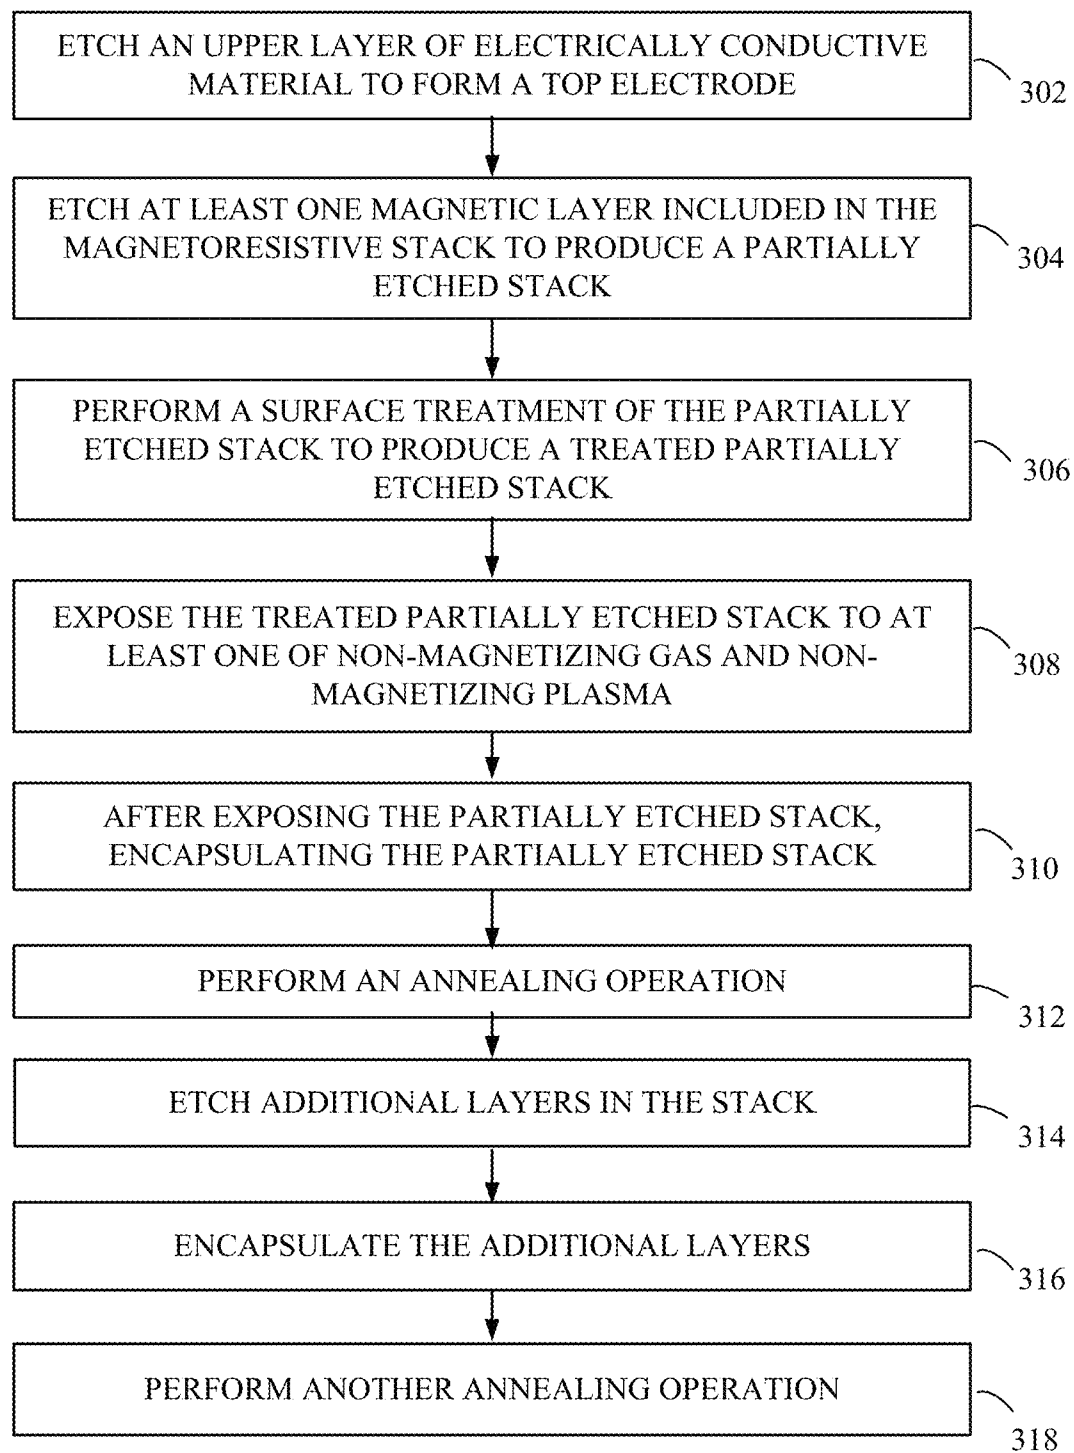 ETCH AN UPPER LAYER OF ELECTRICALLY CONDUCTIVE
MATERIAL TO FORM A TOP ELECTRODE
302
ETCH AT LEAST ONE MAGNETIC LAYER INCLUDED IN THE
MAGNETORESISTIVE STACK TO PRODUCE A PARTIALLY
ETCHED STACK
304
PERFORM A SURFACE TREATMENT OF THE PARTIALLY
ETCHED STACK TO PRODUCE A TREATED PARTIALLY
ETCHED STACK
306
EXPOSE THE TREATED PARTIALLY ETCHED STACK TO AT
LEAST ONE OF NON-MAGNETIZING GAS AND NON-
MAGNETIZING PLASMA
308
AFTER EXPOSING THE PARTIALLY ETCHED STACK,
ENCAPSULATING THE PARTIALLY ETCHED STACK
310
PERFORM AN ANNEALING OPERATION
312
ETCH ADDITIONAL LAYERS IN THE STACK
314
ENCAPSULATE THE ADDITIONAL LAYERS
316
PERFORM ANOTHER ANNEALING OPERATION
318